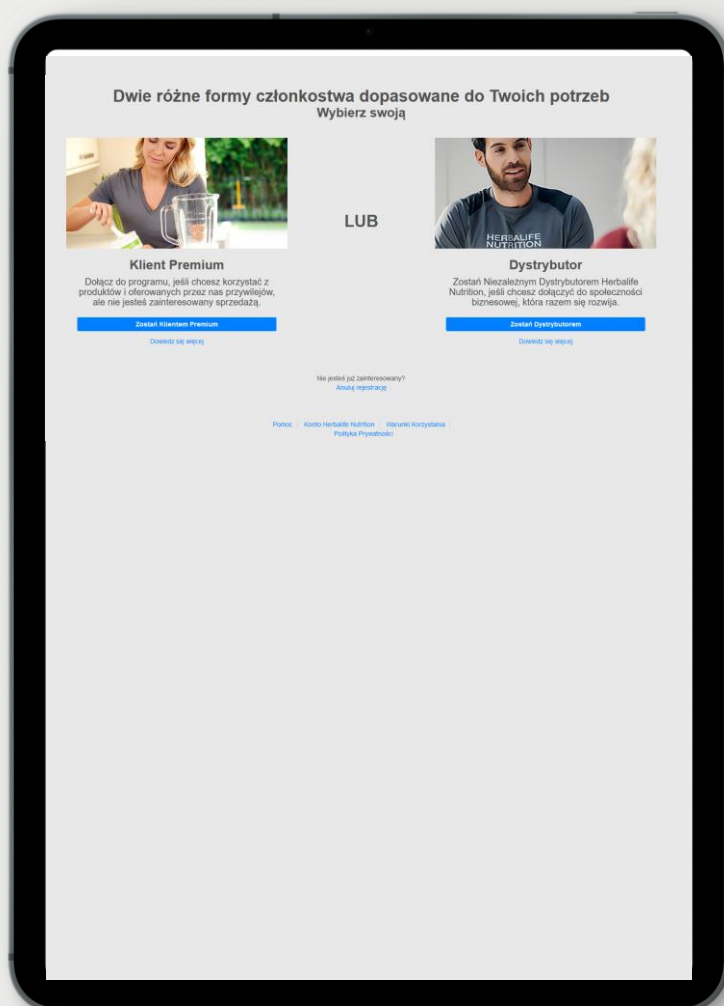 Dwie różne formy członkostwa dopasowane do Twoich potrzeb
Wybierz swoją
HERBALIFE
NUTRITION
LUB
Klient Premium
Dołącz do programu, jeśli chcesz korzystać z
produktów i oferowanych przez nas przywilejów,
ale nie jesteś zainteresowany sprzedażą.
Zostań Klientem Premium
Dowiedz się więcej
Dystrybutor
Zostań Niezależnym Dystrybutorem Herbalife
Nutrition, jeśli chcesz dołączyć do społeczności
biznesowej, która razem się rozwija.
Zostań Dystrybutorem
Dowiedz się więcej
Nie jesteś już zainteresowany?
Anuluj rejestrację
Pomoc | Konto Herbalife Nutrition | Warunki Korzystania |
Polityka Prywatności